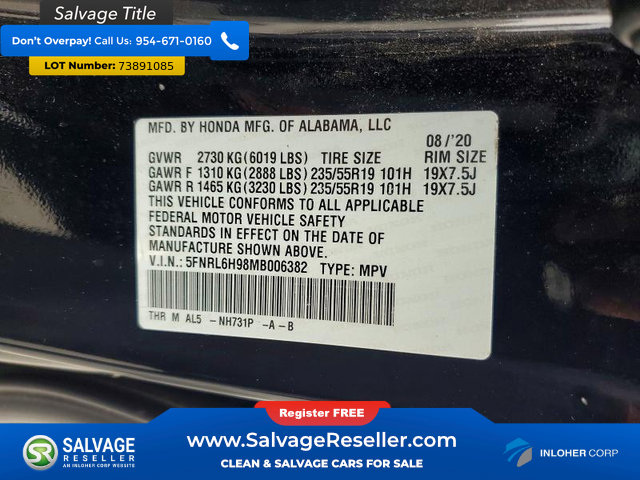 Salvage Title
Don't Overpay! Call Us: 954-671-0160
LOT Number: 73891085
MFD. BY HONDA MFG. OF ALABAMA, LLC
08/'20
GVWR 2730 KG(6019 LBS) TIRE SIZE RIM SIZE
GAWR F 1310 KG(2888 LBS) 235/55R19 101H 19X7.5J
GAWR R 1465 KG(3230 LBS) 235/55R19 101H 19X7.5J
THIS VEHICLE CONFORMS TO ALL APPLICABLE
FEDERAL MOTOR VEHICLE SAFETY
STANDARDS IN EFFECT ON THE DATE OF
MANUFACTURE SHOWN ABOVE.
V.I.N.: 5FNRL6H98MB006382 TYPE: MPV
THR M AL5 -NH731P -A-B
Register FREE
SALVAGE
RESELLER
AN INLOHER CORP WEBSITE
www.SalvageReseller.com
CLEAN & SALVAGE CARS FOR SALE
INLOHER CORP